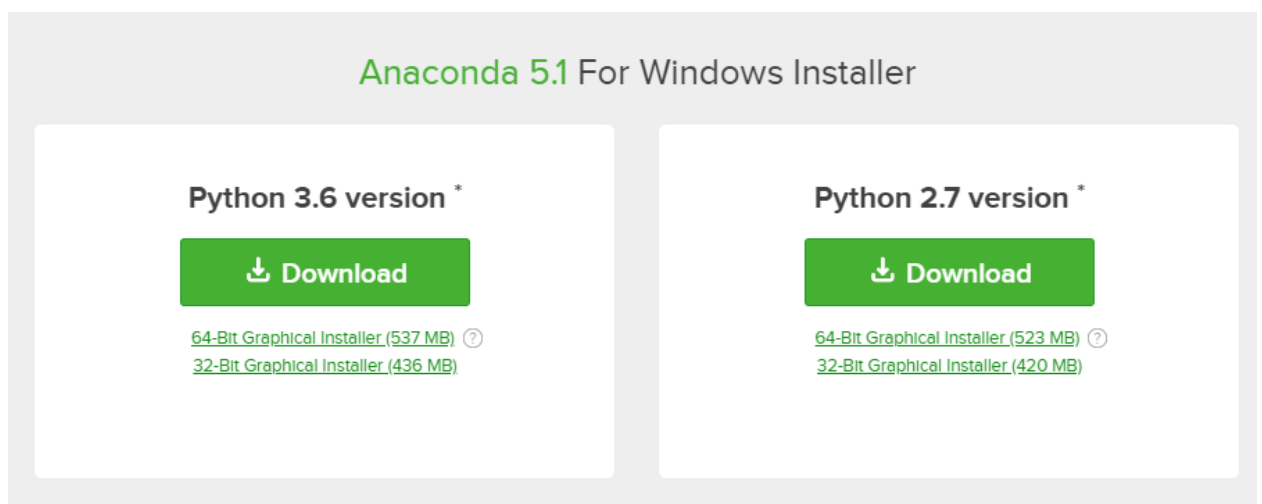 Anaconda 5.1 For Windows Installer
Python 3.6 version *
Download
64-Bit Graphical Installer (537 MB) ?
32-Bit Graphical Installer (436 MB)
Python 2.7 version *
Download
64-Bit Graphical Installer (523 MB) ?
32-Bit Graphical Installer (420 MB)